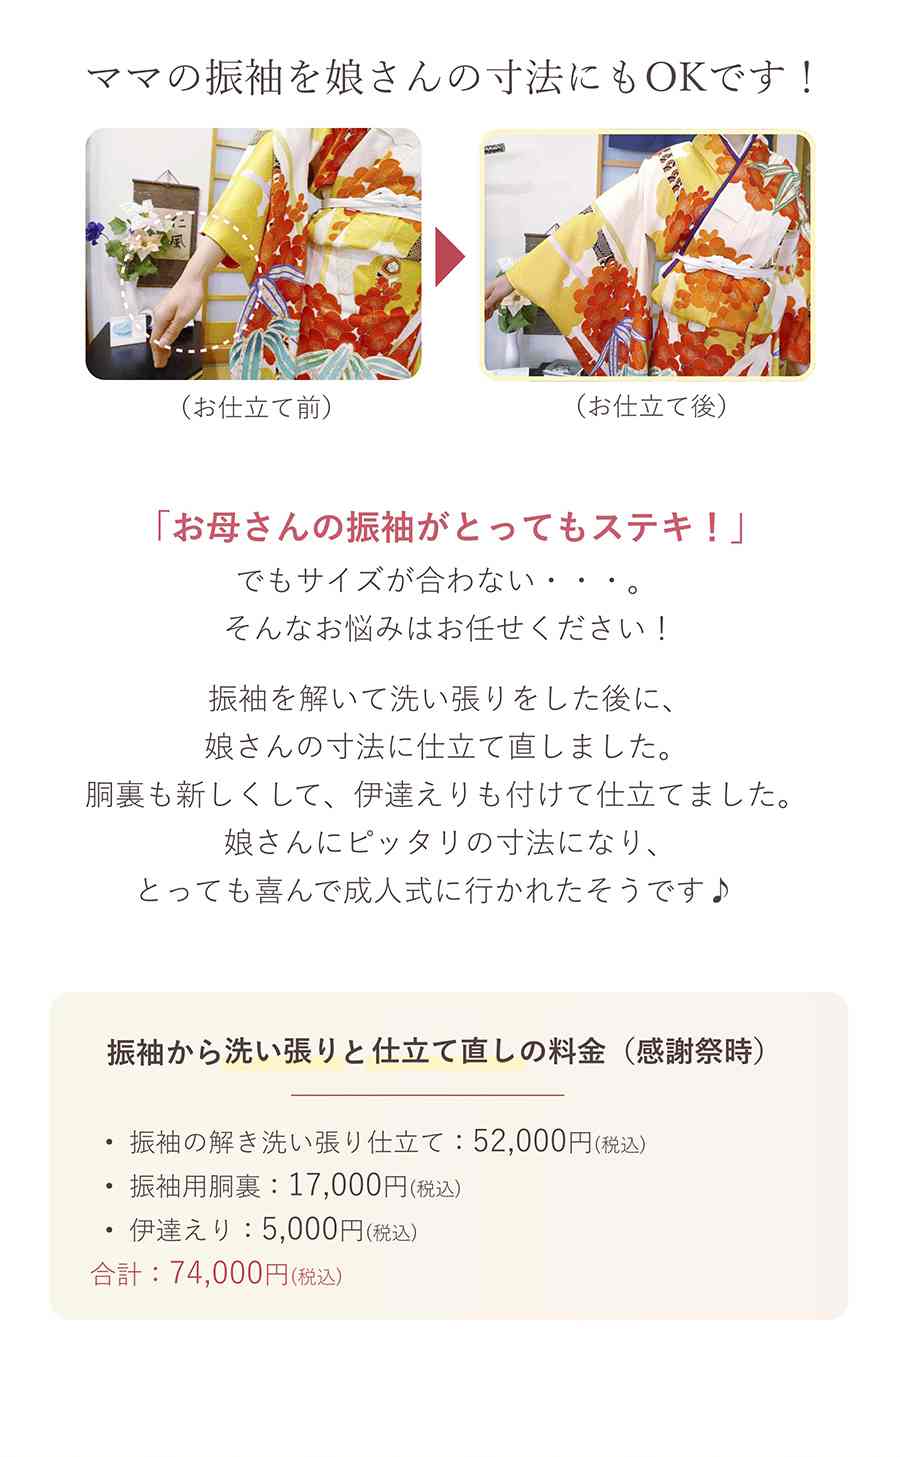 ママの振袖を娘さんの寸法にもOKです！
花
風
（お仕立て前）
（お仕立て後）
「お母さんの振袖がとってもステキ！」
でもサイズが合わない・・・。
そんなお悩みはお任せください！
振袖を解いて洗い張りをした後に、
娘さんの寸法に仕立て直しました。
胴裏も新しくして、伊達えりも付けて仕立てました。
娘さんにピッタリの寸法になり、
とっても喜んで成人式に行かれたそうです♪
振袖から洗い張りと仕立て直しの料金（感謝祭時）
・振袖の解き洗い張り仕立て：52,000円(税込)
・振袖用胴裏：17,000円(税込)
・伊達えり：5,000円(税込)
合計：74,000円(税込)